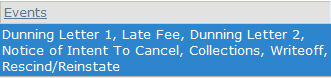 Events
Dunning Letter 1, Late Fee, Dunning Letter 2,
Notice of Intent To Cancel, Collections, Writeoff,
Rescind/Reinstate